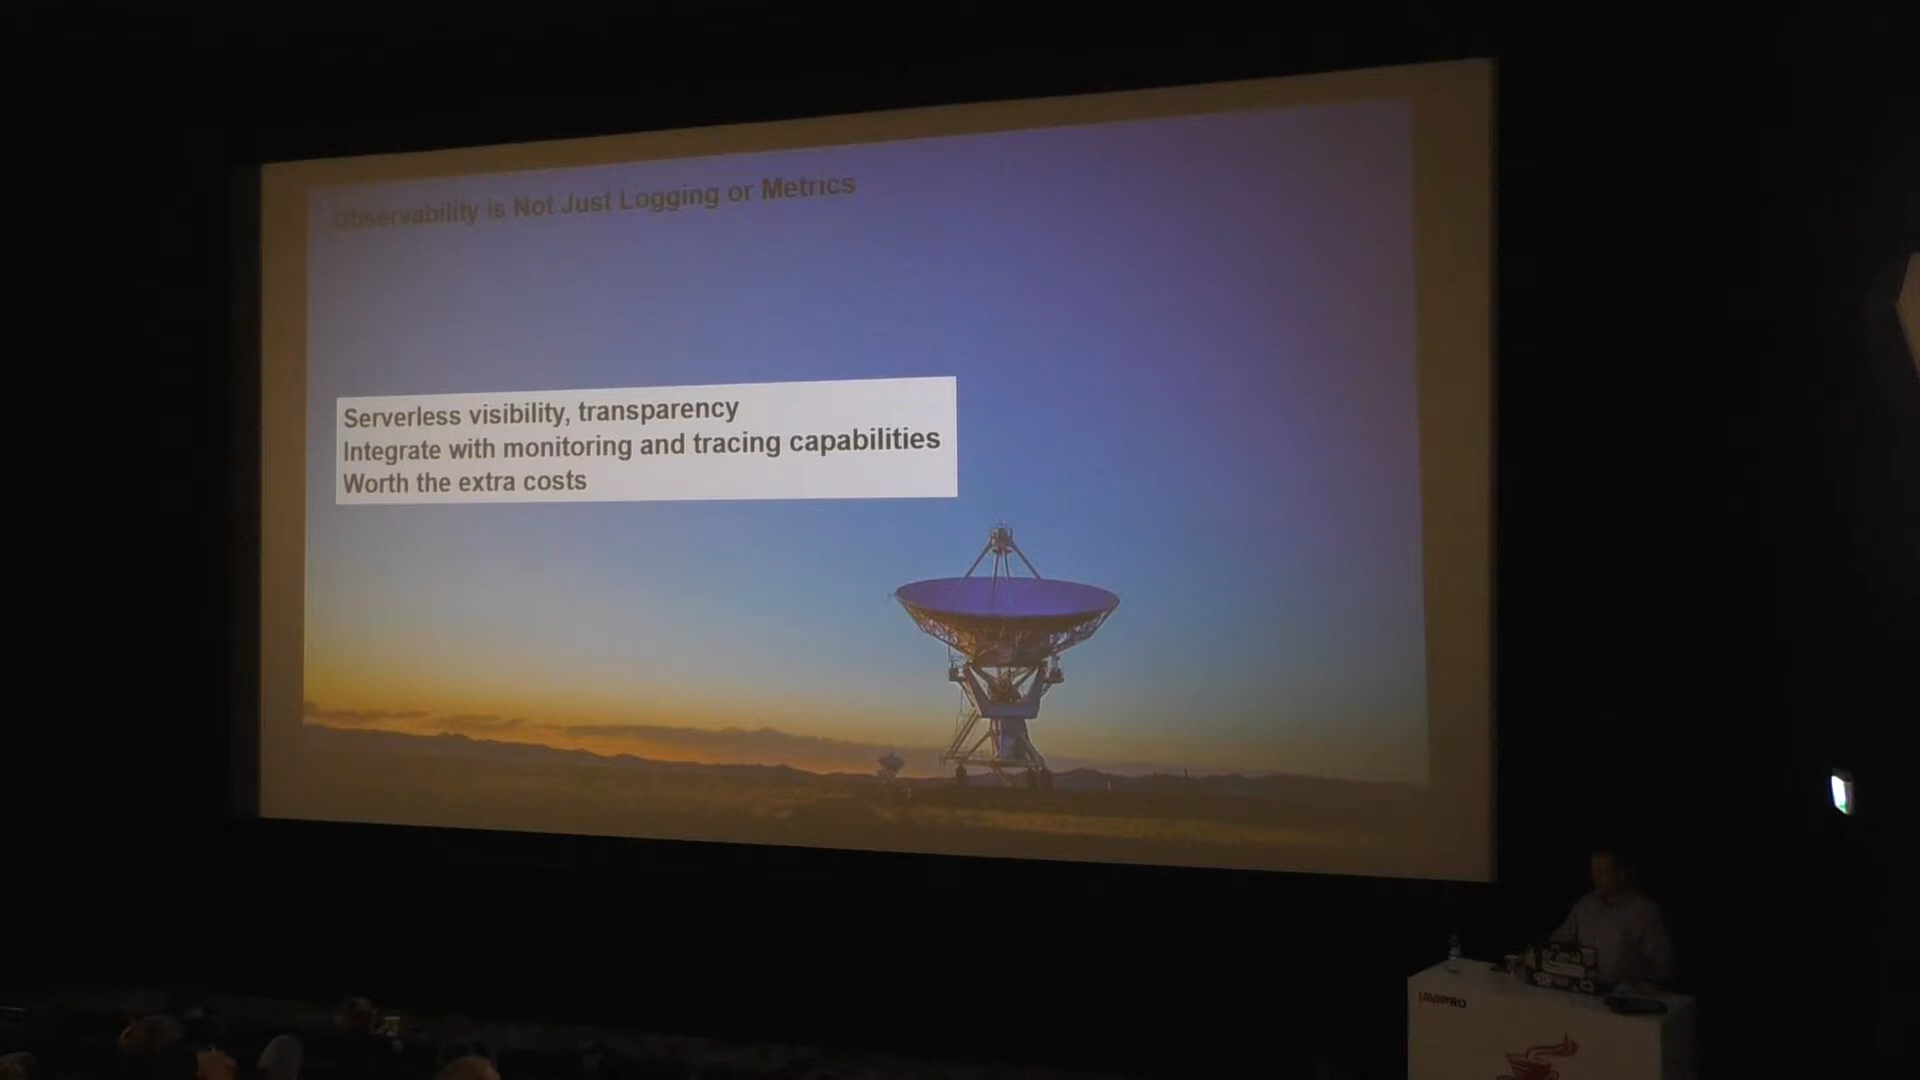 Observability is Not Just Logging or Metrics
Serverless visibility, transparency
Integrate with monitoring and tracing capabilities
Worth the extra costs
JAVAPRO